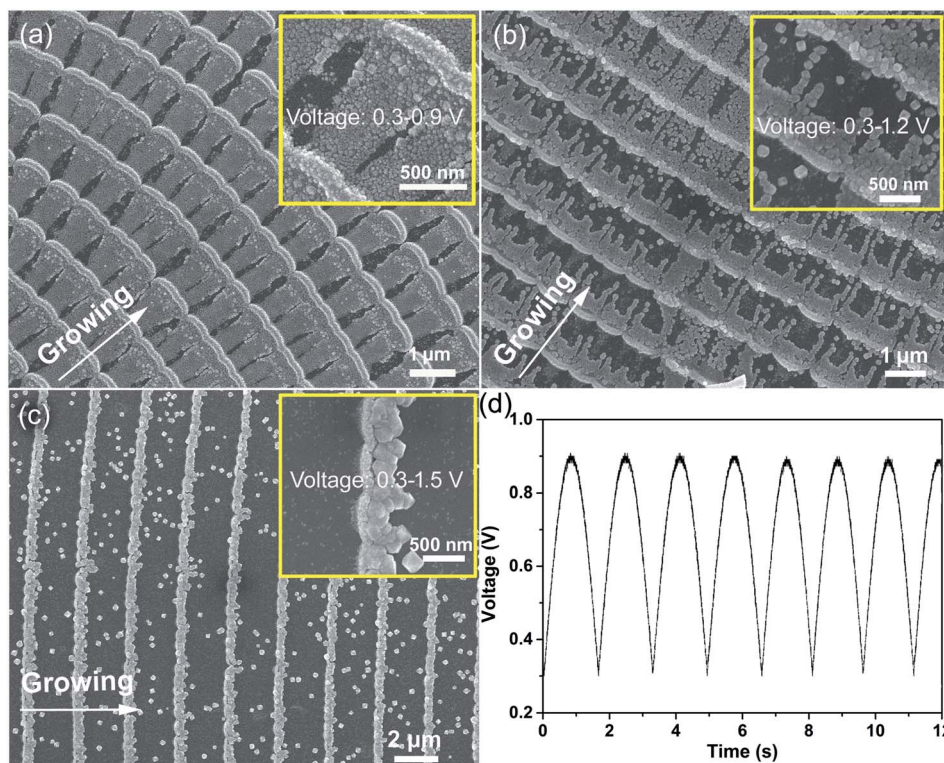 (a)
Voltage: 0.3-0.9 V
500 nm
Growing
1 μm
(b)
Voltage: 0.3-1.2 V
500 nm
Growing
1 μm
(c)
Voltage: 0.3-1.5 V
500 nm
Growing
2 μm
(d)
1.0
0.8
0.6
0.4
0.2
Voltage (V)
0 2 4 6 8 10 12
Time (s)